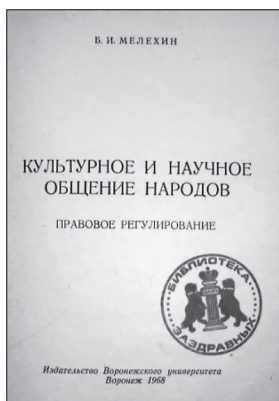 Б. И. МЕЛЕХИН
КУЛЬТУРНОЕ И НАУЧНОЕ
ОБЩЕНИЕ НАРОДОВ
ПРАВОВОЕ РЕГУЛИРОВАНИЕ
БИБЛИОТЕКА
ЗАЗДРАВНЫХ
Издательство Воронежского университета
Воронеж 1968